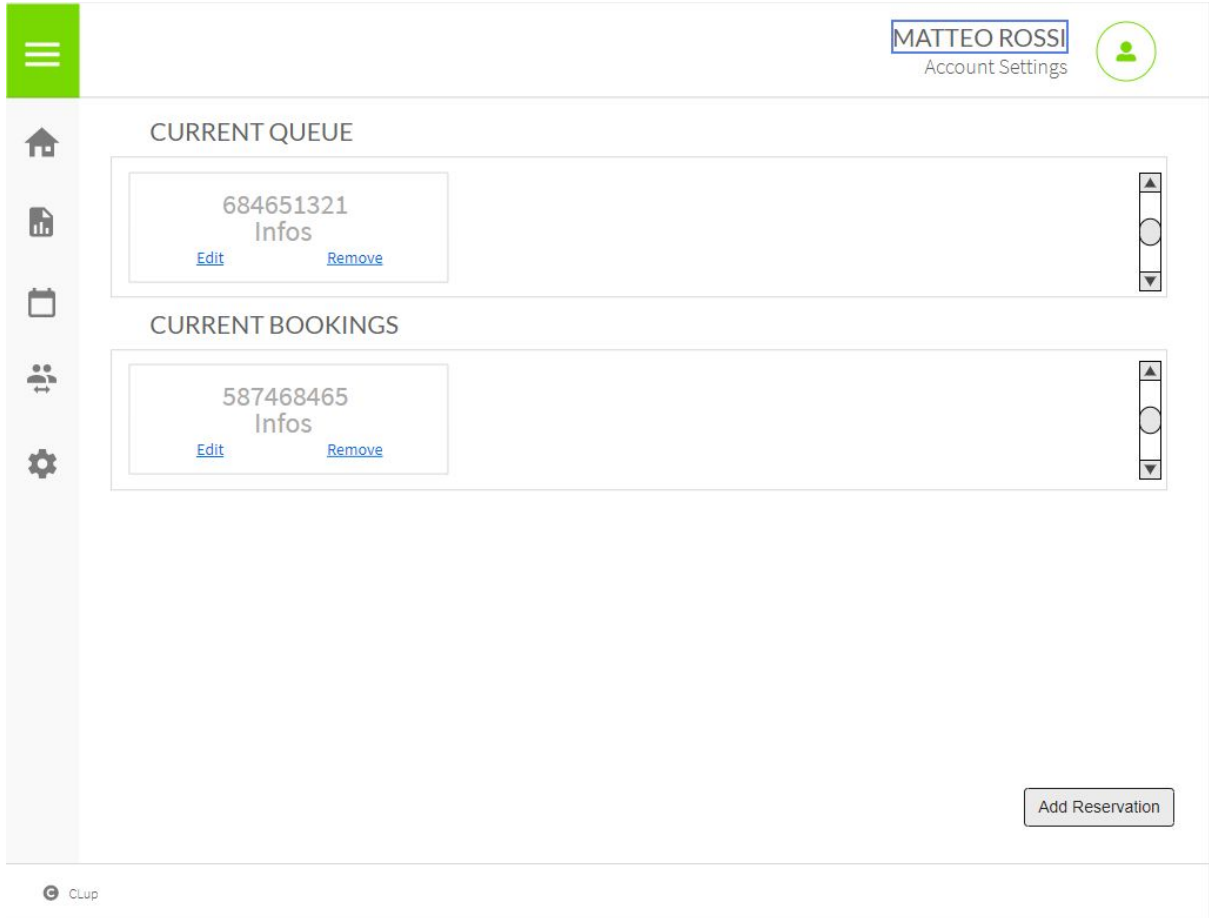 MATTEO ROSSI
Account Settings
CURRENT QUEUE
684651321
Infos
Edit Remove
CURRENT BOOKINGS
587468465
Infos
Edit Remove
Add Reservation
CLup